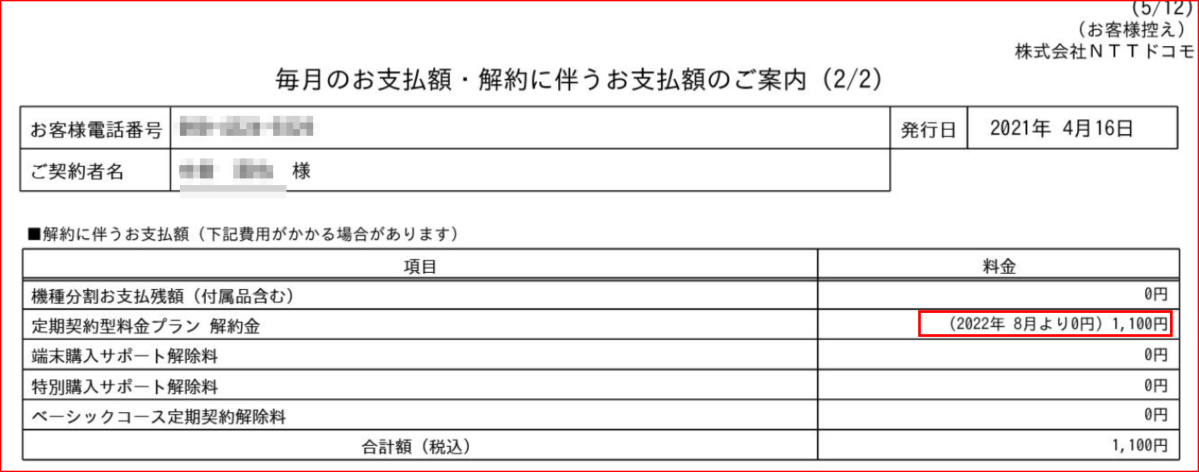 (5/12)
(お客様控え)
株式会社NTTドコモ
毎月のお支払額・解約に伴うお支払額のご案内 (2/2)
お客様電話番号
発行日 2021年 4月16日
ご契約者名 様
■解約に伴うお支払額（下記費用がかかる場合があります）
項目 料金
機種分割お支払残額（付属品含む） 0円
定期契約型料金プラン 解約金 (2022年 8月より0円) 1,100円
端末購入サポート解除料 0円
特別購入サポート解除料 0円
ベーシックコース定期契約解除料 0円
合計額（税込） 1,100円